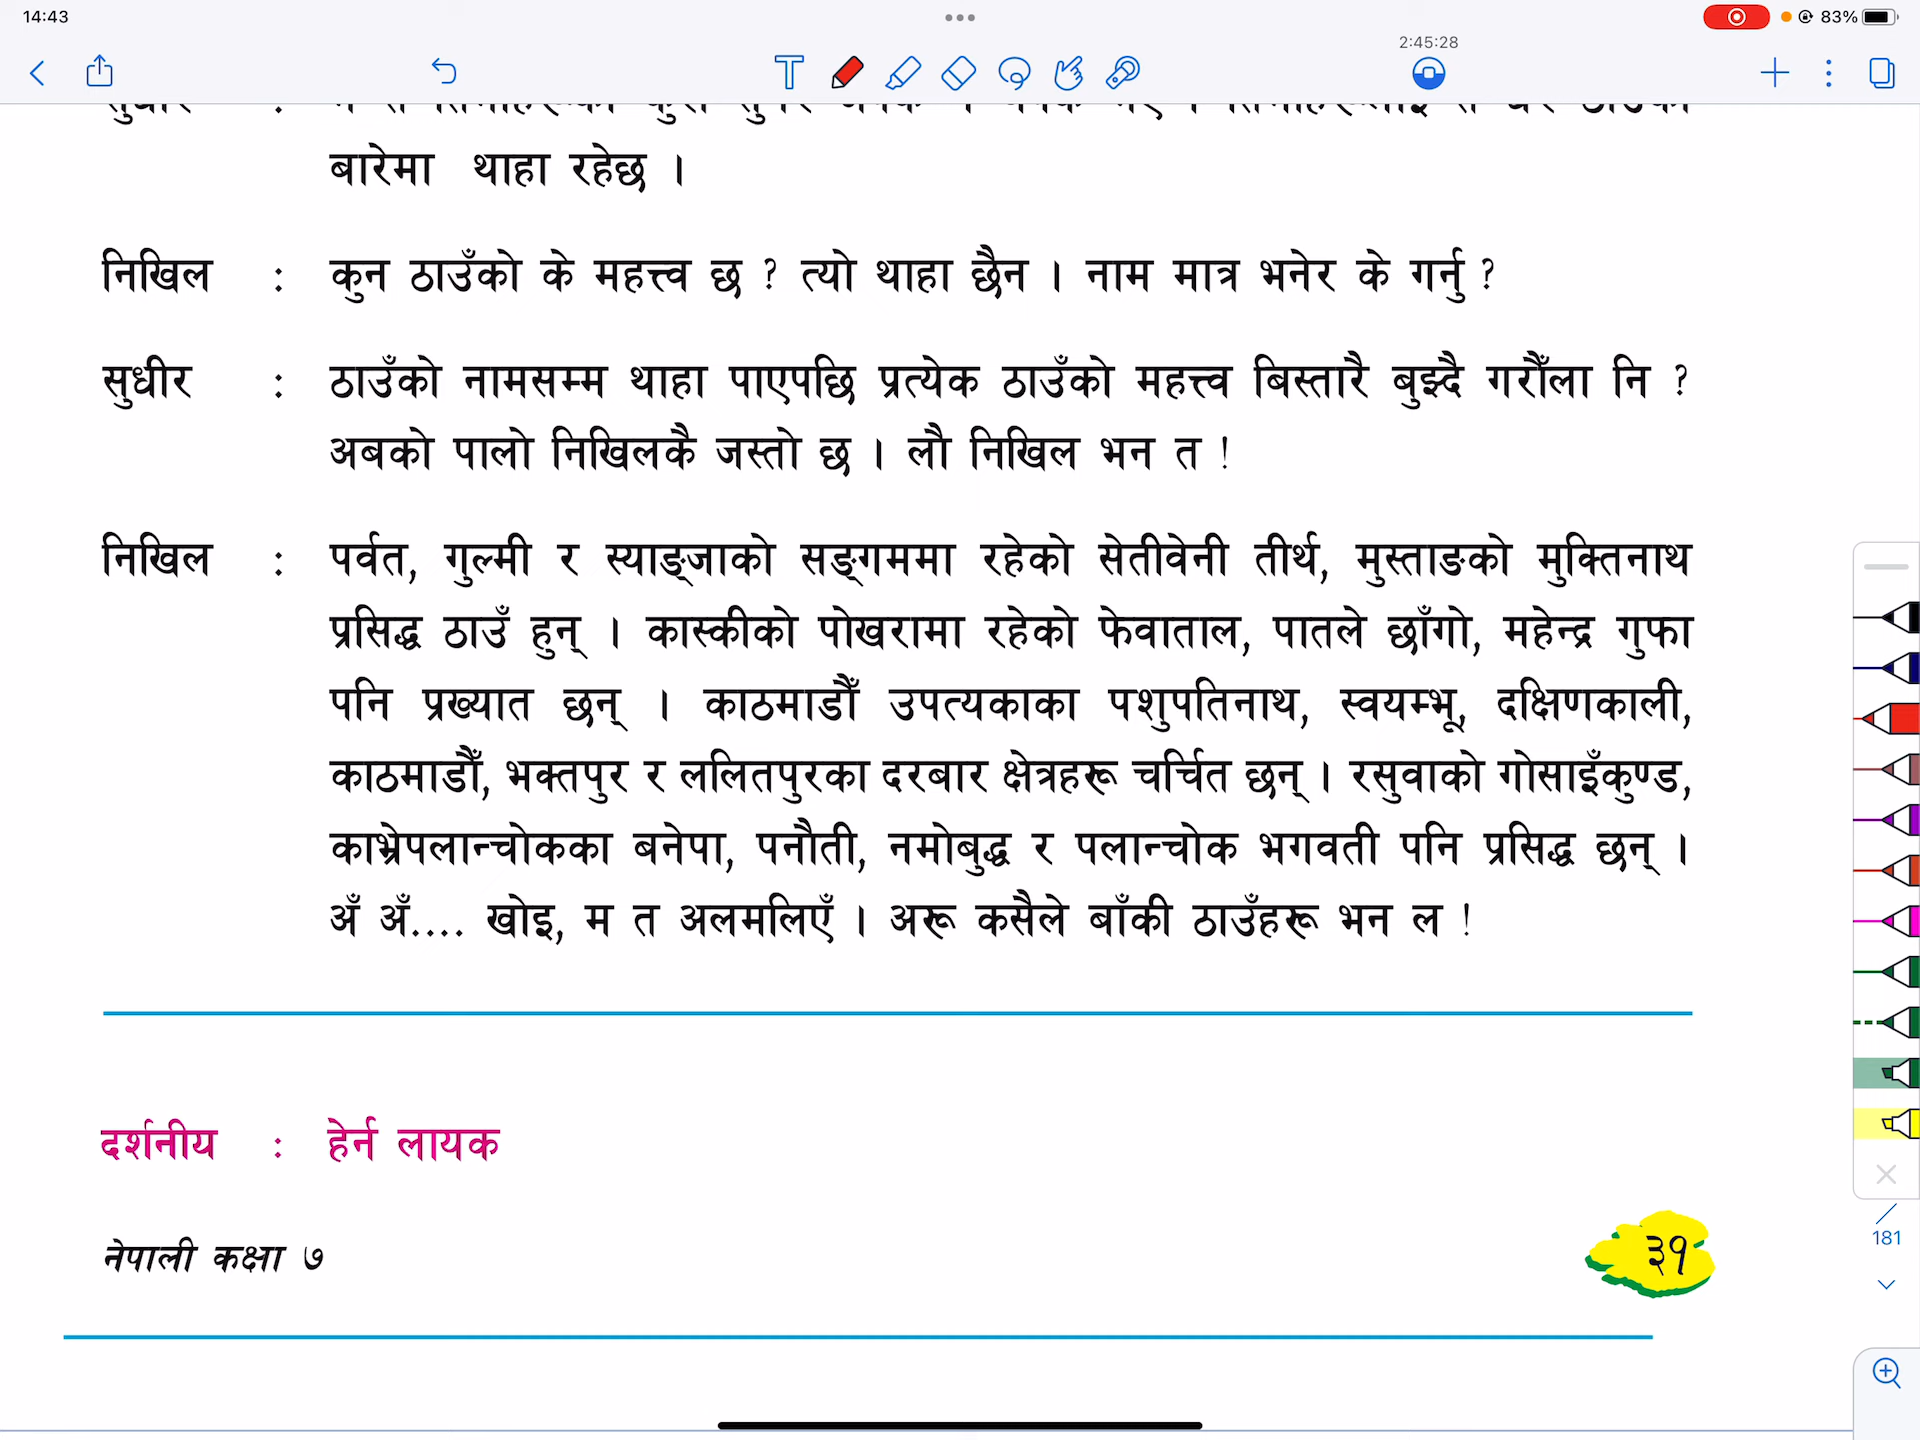 14:43
83%
2:45:28
सुधीर :
बारेमा थाहा रहेछ ।
निखिल : कुन ठाउँको के महत्त्व छ ? त्यो थाहा छैन । नाम मात्र भनेर के गर्नु ?
सुधीर : ठाउँको नामसम्म थाहा पाएपछि प्रत्येक ठाउँको महत्त्व बिस्तारै बुझ्दै गरौँला नि ?
अबको पालो निखिलकै जस्तो छ । लौ निखिल भन त !
निखिल : पर्वत, गुल्मी र स्याङ्जाको सङ्गममा रहेको सेतीवेनी तीर्थ, मुस्ताङको मुक्तिनाथ
प्रसिद्ध ठाउँ हुन् । कास्कीको पोखरामा रहेको फेवाताल, पातले छाँगो, महेन्द्र गुफा
पनि प्रख्यात छन् । काठमाडौँ उपत्यकाका पशुपतिनाथ, स्वयम्भू, दक्षिणकाली,
काठमाडौँ, भक्तपुर र ललितपुरका दरबार क्षेत्रहरू चर्चित छन् । रसुवाको गोसाइँकुण्ड,
काभ्रेपलान्चोकका बनेपा, पनौती, नमोबुद्ध र पलान्चोक भगवती पनि प्रसिद्ध छन् ।
अँ अँ.... खोइ, म त अलमलिएँ । अरू कसैले बाँकी ठाउँहरू भन ल !
दर्शनीय : हेर्न लायक
नेपाली कक्षा ७
३१
181